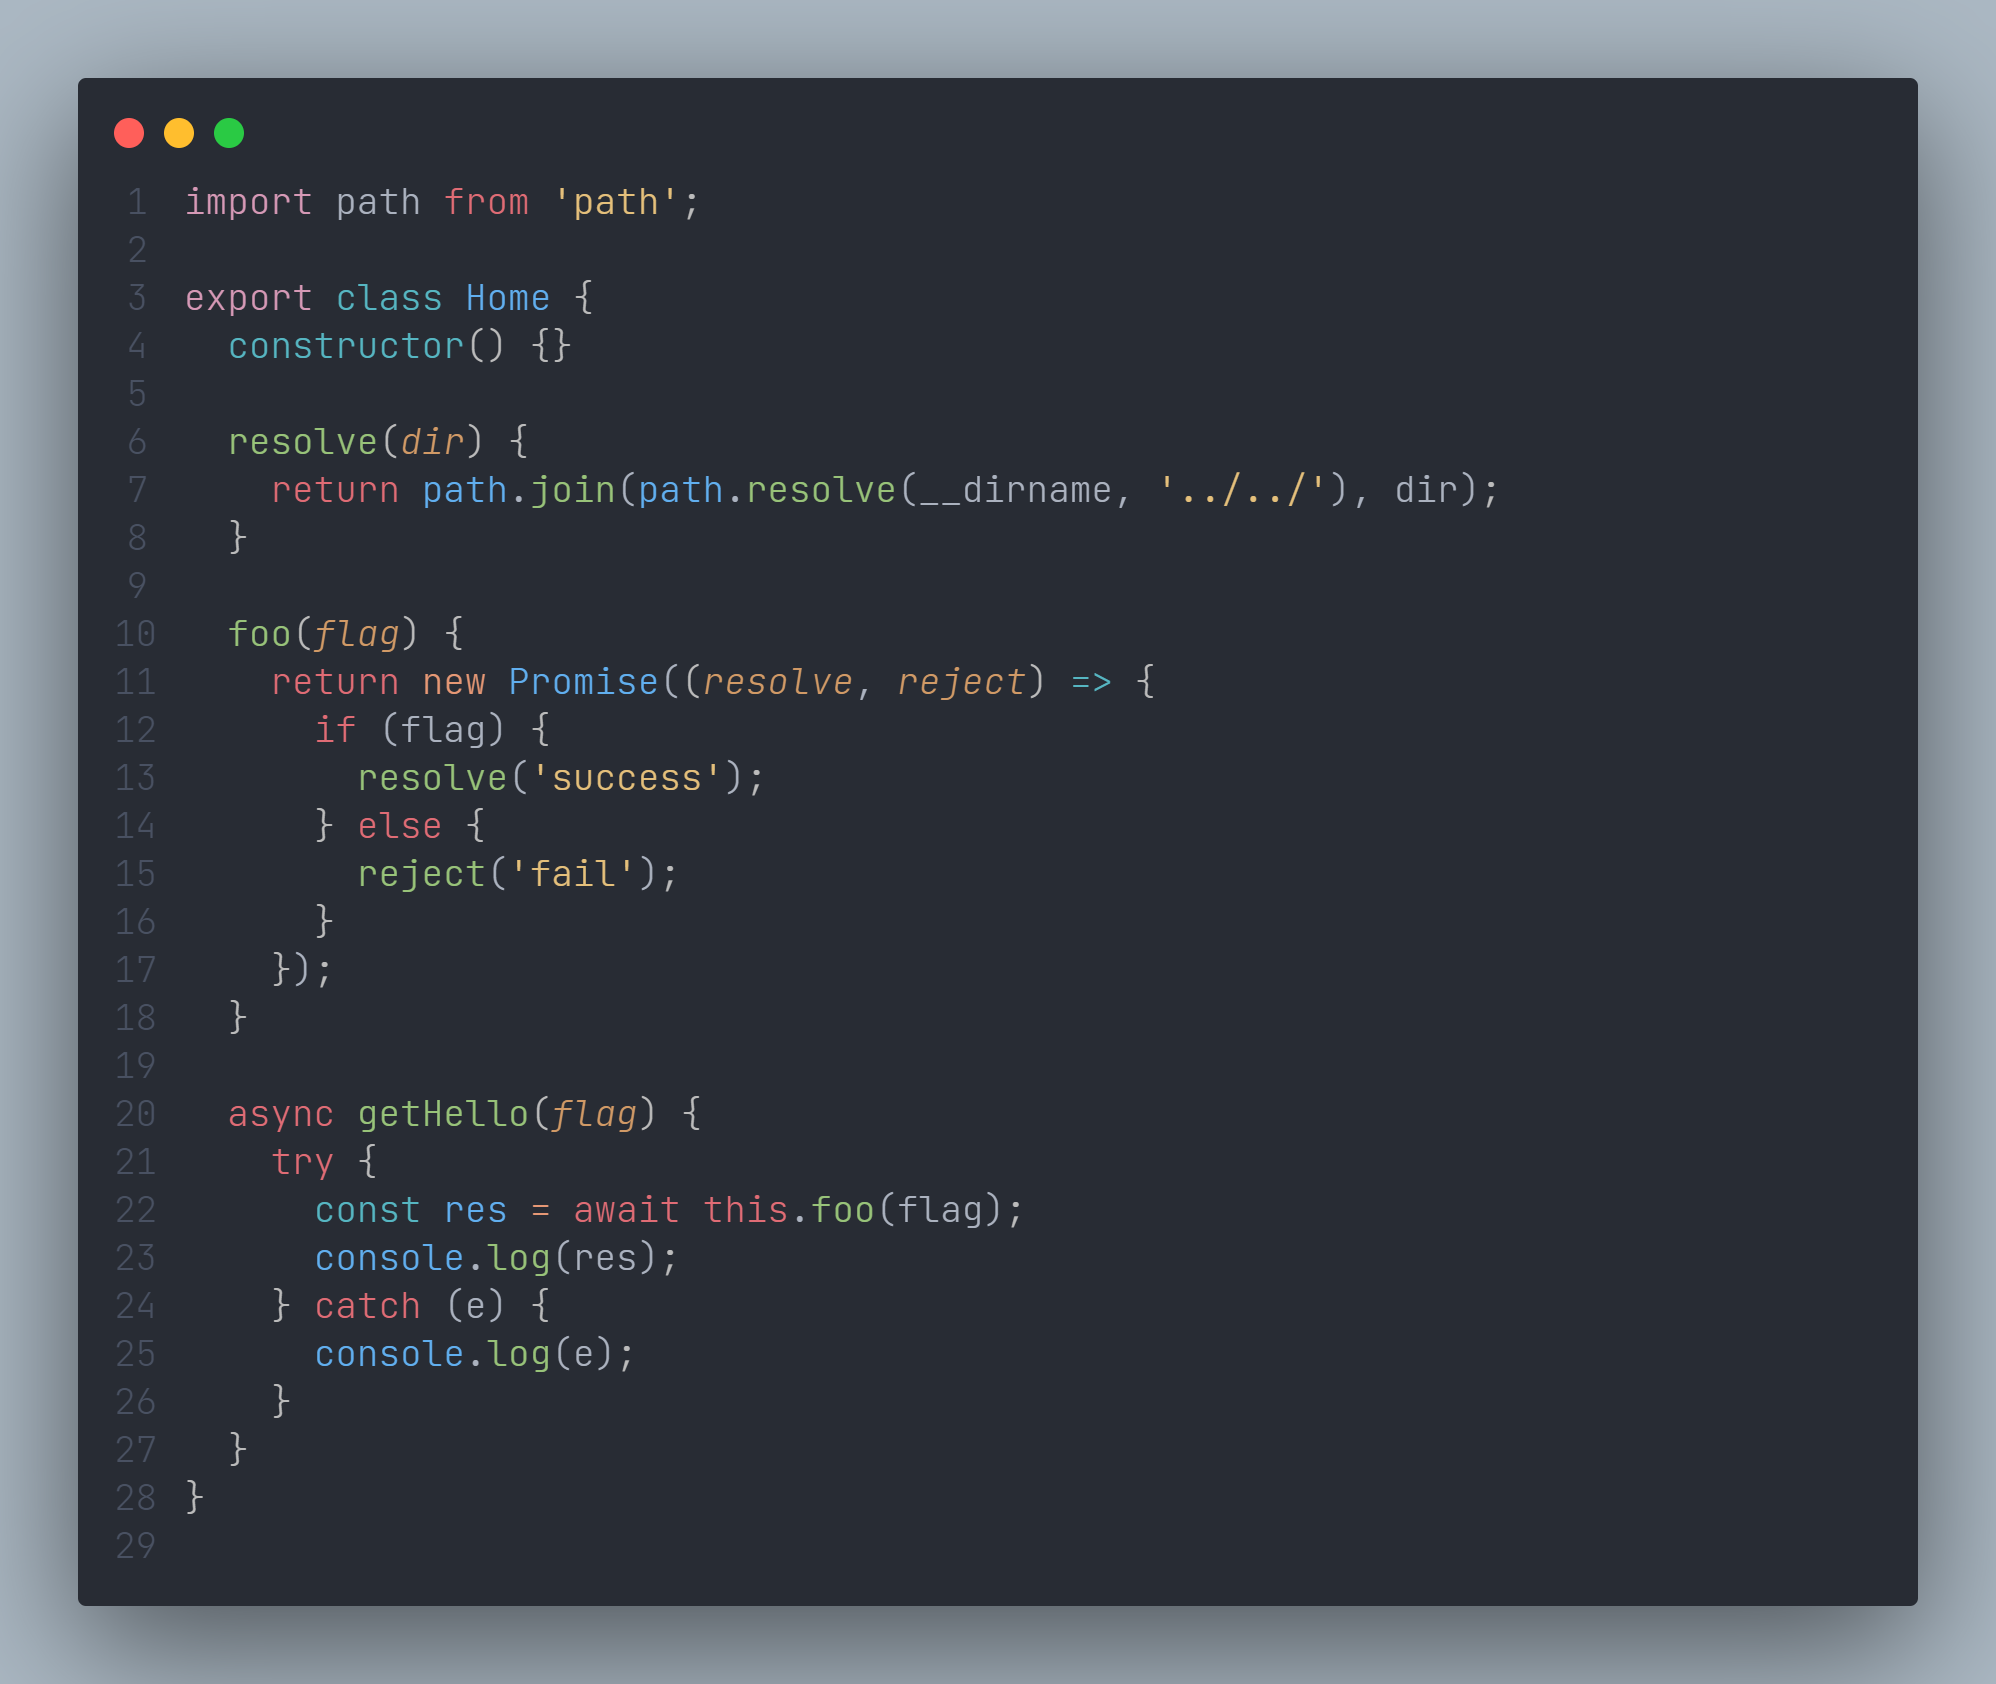 1 import path from 'path';
2
3 export class Home {
4   constructor() {}
5
6   resolve(dir) {
7     return path.join(path.resolve(__dirname, '../../'), dir);
8   }
9
10   foo(flag) {
11     return new Promise((resolve, reject) => {
12       if (flag) {
13         resolve('success');
14       } else {
15         reject('fail');
16       }
17     });
18   }
19
20   async getHello(flag) {
21     try {
22       const res = await this.foo(flag);
23       console.log(res);
24     } catch (e) {
25       console.log(e);
26     }
27   }
28 }
29